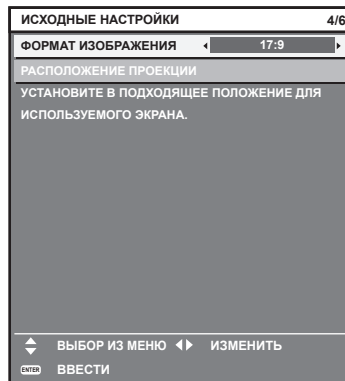 ИСХОДНЫЕ НАСТРОЙКИ 4/6
ФОРМАТ ИЗОБРАЖЕНИЯ 17:9
РАСПОЛОЖЕНИЕ ПРОЕКЦИИ
УСТАНОВИТЕ В ПОДХОДЯЩЕЕ ПОЛОЖЕНИЕ ДЛЯ
ИСПОЛЬЗУЕМОГО ЭКРАНА.
ВЫБОР ИЗ МЕНЮ ИЗМЕНИТЬ
ENTER ВВЕСТИ